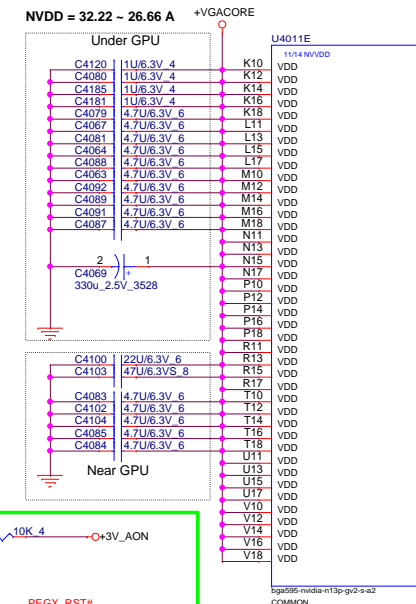 NVDD = 32.22 ~ 26.66 A
+VGACORE
Under GPU
U4011E
11/14 NVVDD
C4120 1U/6.3V_4 K10 VDD
C4080 1U/6.3V_4 K12 VDD
C4185 1U/6.3V_4 K14 VDD
C4181 1U/6.3V_4 K16 VDD
C4079 4.7U/6.3V_6 K18 VDD
C4067 4.7U/6.3V_6 L11 VDD
C4081 4.7U/6.3V_6 L13 VDD
C4064 4.7U/6.3V_6 L15 VDD
C4088 4.7U/6.3V_6 L17 VDD
C4063 4.7U/6.3V_6 M10 VDD
C4092 4.7U/6.3V_6 M12 VDD
C4089 4.7U/6.3V_6 M14 VDD
C4091 4.7U/6.3V_6 M16 VDD
C4087 4.7U/6.3V_6 M18 VDD
N11 VDD
N13 VDD
2 1 N15 VDD
C4069 + N17 VDD
330u_2.5V_3528 P10 VDD
P12 VDD
P14 VDD
P16 VDD
P18 VDD
R11 VDD
C4100 22U/6.3V_6 R13 VDD
C4103 47U/6.3VS_8 R15 VDD
R17 VDD
C4083 4.7U/6.3V_6 T10 VDD
C4102 4.7U/6.3V_6 T12 VDD
C4104 4.7U/6.3V_6 T14 VDD
C4085 4.7U/6.3V_6 T16 VDD
C4084 4.7U/6.3V_6 T18 VDD
U11 VDD
U13 VDD
Near GPU
U15 VDD
U17 VDD
V10 VDD
V12 VDD
V14 VDD
V16 VDD
V18 VDD
10K_4 +3V_AON
bga595-nvidia-n13p-gv2-s-a2
COMMON
PEGX_RST#